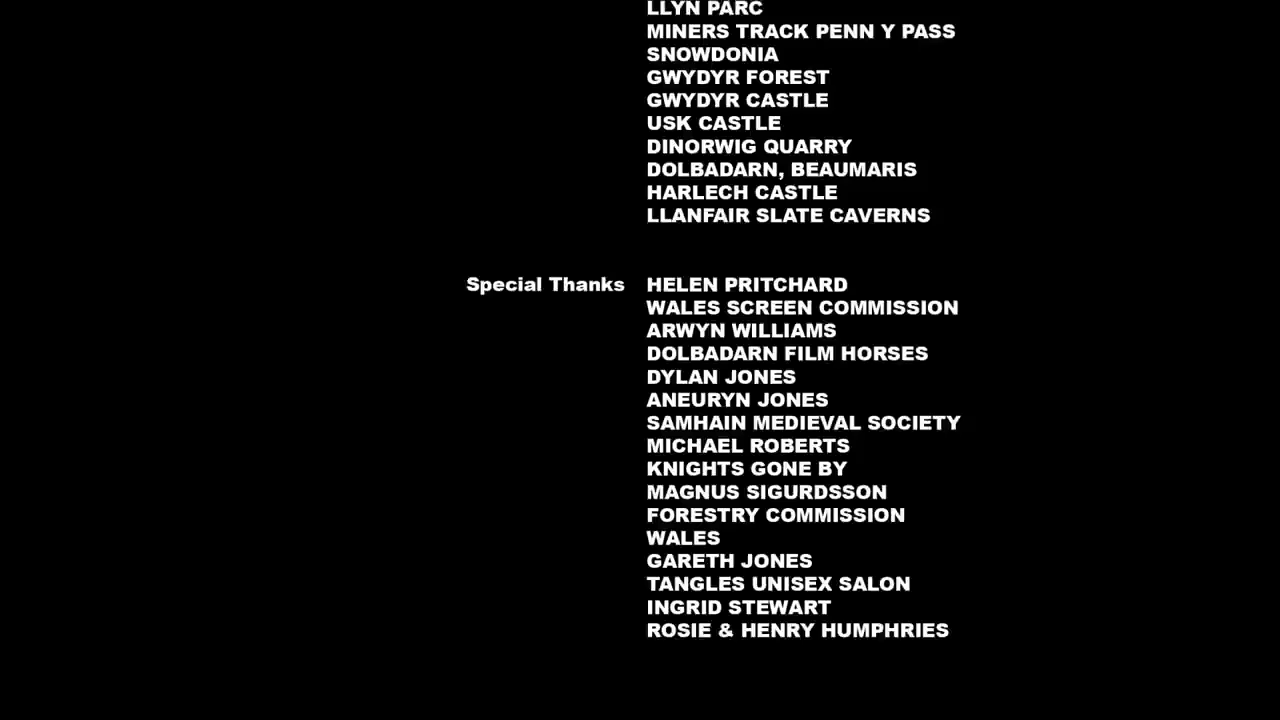 LLYN PARC
MINERS TRACK PENN Y PASS
SNOWDONIA
GWYDYR FOREST
GWYDYR CASTLE
USK CASTLE
DINORWIG QUARRY
DOLBADARN, BEAUMARIS
HARLECH CASTLE
LLANFAIR SLATE CAVERNS
Special Thanks HELEN PRITCHARD
WALES SCREEN COMMISSION
ARWYN WILLIAMS
DOLBADARN FILM HORSES
DYLAN JONES
ANEURYN JONES
SAMHAIN MEDIEVAL SOCIETY
MICHAEL ROBERTS
KNIGHTS GONE BY
MAGNUS SIGURDSSON
FORESTRY COMMISSION
WALES
GARETH JONES
TANGLES UNISEX SALON
INGRID STEWART
ROSIE & HENRY HUMPHRIES